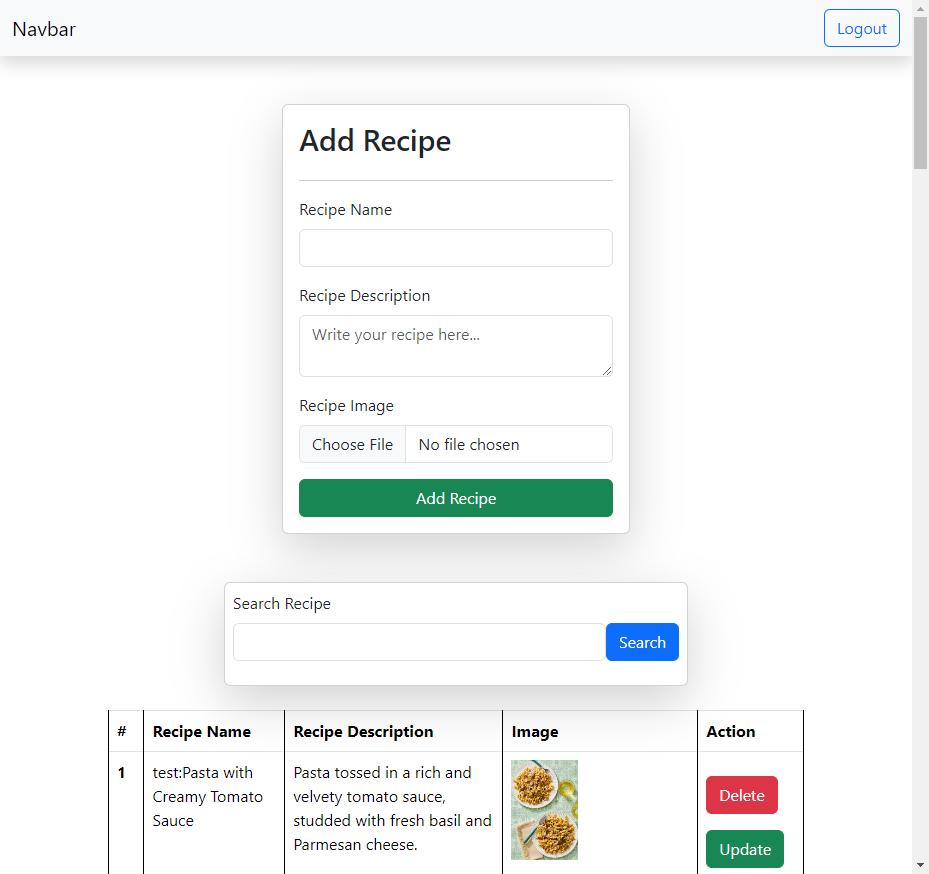 Navbar
Logout
Add Recipe
Recipe Name
Recipe Description
Write your recipe here...
Recipe Image
Choose File No file chosen
Add Recipe
Search Recipe
Search
# Recipe Name Recipe Description Image Action
1
test:Pasta with
Creamy Tomato
Sauce
Pasta tossed in a rich and
velvety tomato sauce,
studded with fresh basil and
Parmesan cheese.
Delete
Update